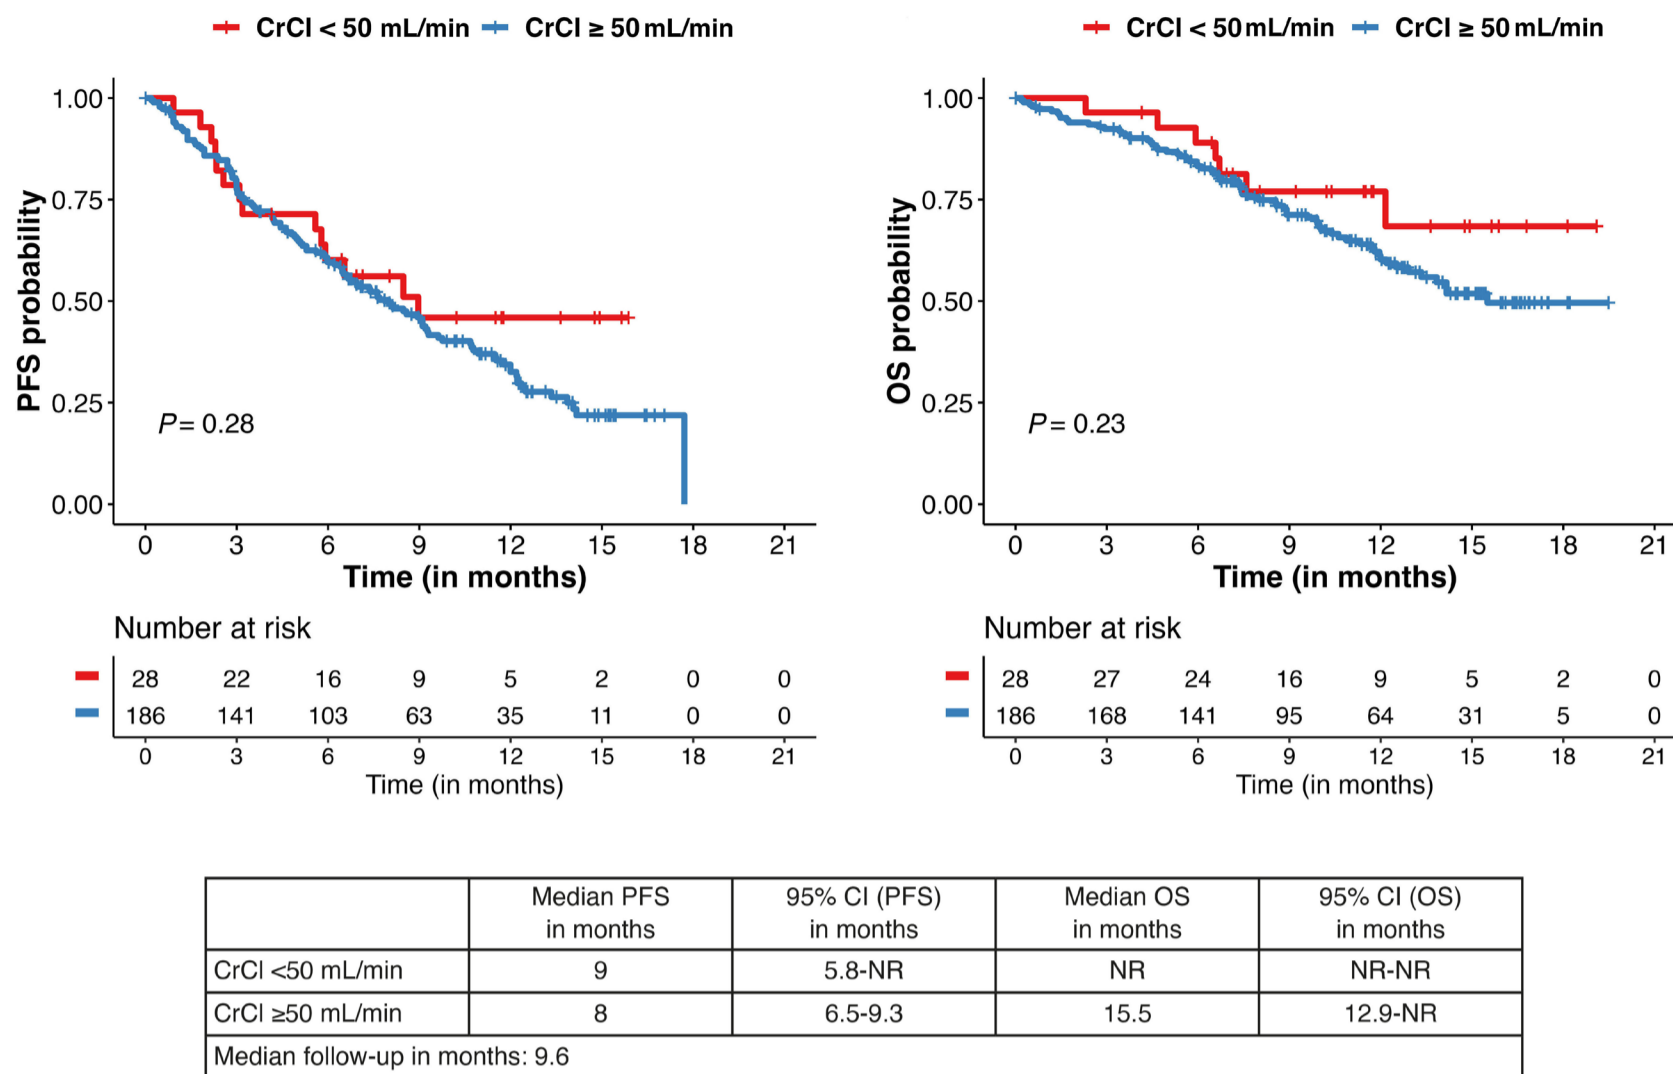 CrCl < 50 mL/min CrCl ≥ 50 mL/min
1.00
0.75
0.50
0.25
0.00
PFS probability
P = 0.28
0 3 6 9 12 15 18 21
Time (in months)
Number at risk
28 22 16 9 5 2 0 0
186 141 103 63 35 11 0 0
0 3 6 9 12 15 18 21
Time (in months)
CrCl < 50 mL/min CrCl ≥ 50 mL/min
1.00
0.75
0.50
0.25
0.00
OS probability
P = 0.23
0 3 6 9 12 15 18 21
Time (in months)
Number at risk
28 27 24 16 9 5 2 0
186 168 141 95 64 31 5 0
0 3 6 9 12 15 18 21
Time (in months)
Median PFS in months 95% CI (PFS) in months Median OS in months 95% CI (OS) in months
CrCl <50 mL/min 9 5.8-NR NR NR-NR
CrCl ≥50 mL/min 8 6.5-9.3 15.5 12.9-NR
Median follow-up in months: 9.6